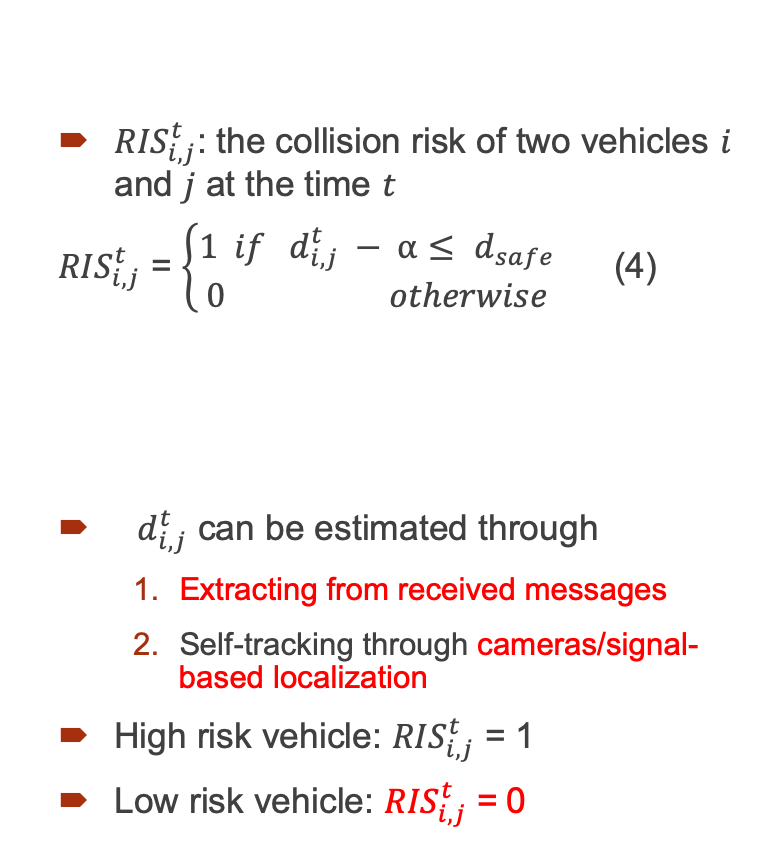 $RIS_{i,j}^{t}$: the collision risk of two vehicles $i$
and $j$ at the time $t$
$RIS_{i,j}^{t} = \begin{cases} 1 \ if \ \ d_{i,j}^{t} - α \leq d_{safe} \\ 0 \qquad\qquad otherwise \end{cases}$ (4)
$d_{i,j}^{t}$ can be estimated through
1. Extracting from received messages
2. Self-tracking through cameras/signal-
based localization
High risk vehicle: $RIS_{i,j}^{t}$ = 1
Low risk vehicle: $RIS_{i,j}^{t}$ = 0